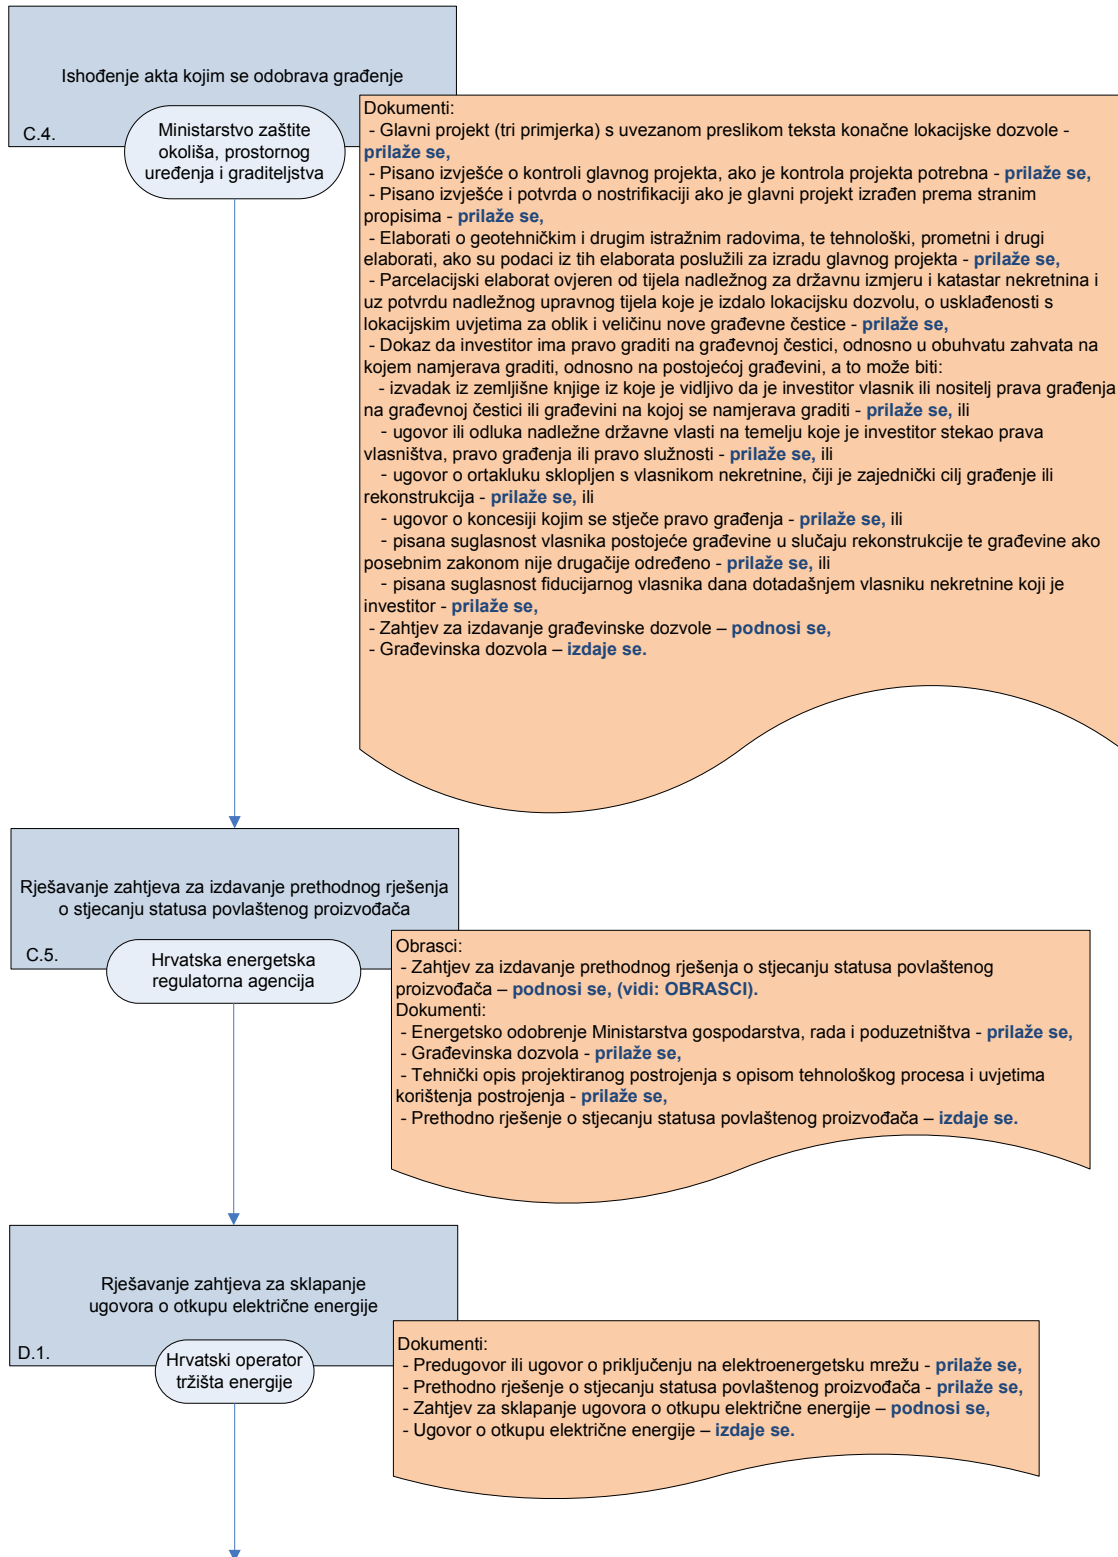 Ishođenje akta kojim se odobrava građenje
C.4.
Ministarstvo zaštite
okoliša, prostornog
uređenja i graditeljstva
Dokumenti:
- Glavni projekt (tri primjerka) s uvezanom preslikom teksta konačne lokacijske dozvole -
prilaže se,
- Pisano izvješće o kontroli glavnog projekta, ako je kontrola projekta potrebna - prilaže se,
- Pisano izvješće i potvrda o nostrifikaciji ako je glavni projekt izrađen prema stranim
propisima - prilaže se,
- Elaborati o geotehničkim i drugim istražnim radovima, te tehnološki, prometni i drugi
elaborati, ako su podaci iz tih elaborata poslužili za izradu glavnog projekta - prilaže se,
- Parcelacijski elaborat ovjeren od tijela nadležnog za državnu izmjeru i katastar nekretnina i
uz potvrdu nadležnog upravnog tijela koje je izdalo lokacijsku dozvolu, o usklađenosti s
lokacijskim uvjetima za oblik i veličinu nove građevne čestice - prilaže se,
- Dokaz da investitor ima pravo graditi na građevnoj čestici, odnosno u obuhvatu zahvata na
kojem namjerava graditi, odnosno na postojećoj građevini, a to može biti:
- izvadak iz zemljišne knjige iz koje je vidljivo da je investitor vlasnik ili nositelj prava građenja
na građevnoj čestici ili građevini na kojoj se namjerava graditi - prilaže se, ili
- ugovor ili odluka nadležne državne vlasti na temelju koje je investitor stekao prava
vlasništva, pravo građenja ili pravo služnosti - prilaže se, ili
- ugovor o ortakluku sklopljen s vlasnikom nekretnine, čiji je zajednički cilj građenje ili
rekonstrukcija - prilaže se, ili
- ugovor o koncesiji kojim se stječe pravo građenja - prilaže se, ili
- pisana suglasnost vlasnika postojeće građevine u slučaju rekonstrukcije te građevine ako
posebnim zakonom nije drugačije određeno - prilaže se, ili
- pisana suglasnost fiducijarnog vlasnika dana dotadašnjem vlasniku nekretnine koji je
investitor - prilaže se,
- Zahtjev za izdavanje građevinske dozvole – podnosi se,
- Građevinska dozvola – izdaje se.
Rješavanje zahtjeva za izdavanje prethodnog rješenja
o stjecanju statusa povlaštenog proizvođača
C.5.
Hrvatska energetska
regulatorna agencija
Obrasci:
- Zahtjev za izdavanje prethodnog rješenja o stjecanju statusa povlaštenog
proizvođača – podnosi se, (vidi: OBRASCI).
Dokumenti:
- Energetsko odobrenje Ministarstva gospodarstva, rada i poduzetništva - prilaže se,
- Građevinska dozvola - prilaže se,
- Tehnički opis projektiranog postrojenja s opisom tehnološkog procesa i uvjetima
korištenja postrojenja - prilaže se,
- Prethodno rješenje o stjecanju statusa povlaštenog proizvođača – izdaje se.
Rješavanje zahtjeva za sklapanje
ugovora o otkupu električne energije
D.1.
Hrvatski operator
tržišta energije
Dokumenti:
- Predugovor ili ugovor o priključenju na elektroenergetsku mrežu - prilaže se,
- Prethodno rješenje o stjecanju statusa povlaštenog proizvođača - prilaže se,
- Zahtjev za sklapanje ugovora o otkupu električne energije – podnosi se,
- Ugovor o otkupu električne energije – izdaje se.